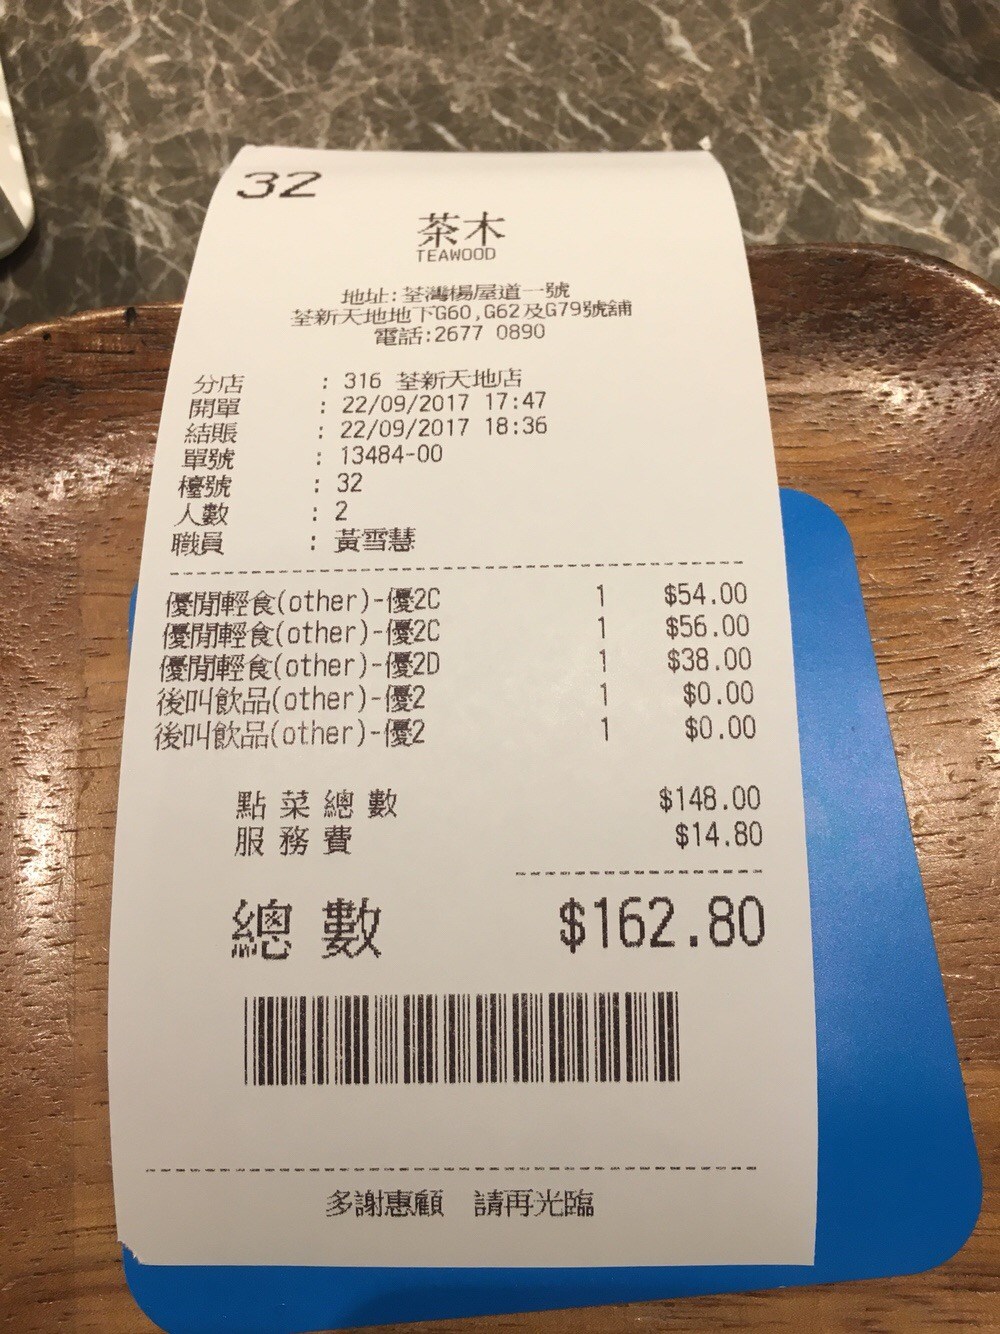 32
茶木
TEAWOOD
地址:荃灣楊屋道一號
荃新天地地下G60,G62及G79號舖
電話:2677 0890
分店 : 316 荃新天地店
開單 : 22/09/2017 17:47
結賬 : 22/09/2017 18:36
單號 : 13484-00
檯號 : 32
人數 : 2
職員 : 黃雪慧
優閒輕食(other)-優2C 1 $54.00
優閒輕食(other)-優2C 1 $56.00
優閒輕食(other)-優2D 1 $38.00
後叫飲品(other)-優2 1 $0.00
後叫飲品(other)-優2 1 $0.00
點菜總數 $148.00
服務費 $14.80
總數 $162.80
多謝惠顧 請再光臨